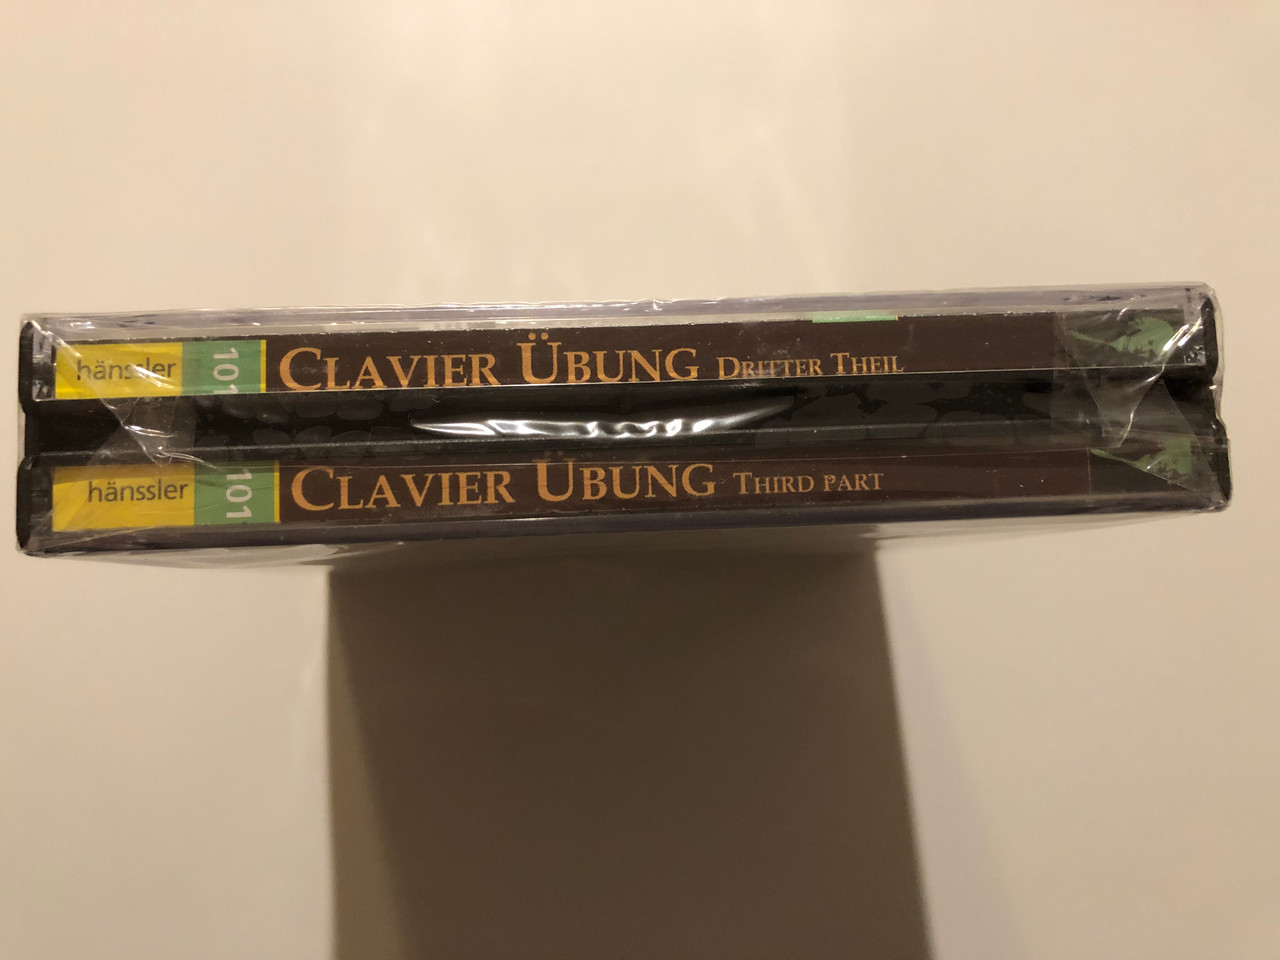 hänssler 101 CLAVIER ÜBUNG DRITTER THEIL
hänssler 101 CLAVIER ÜBUNG THIRD PART